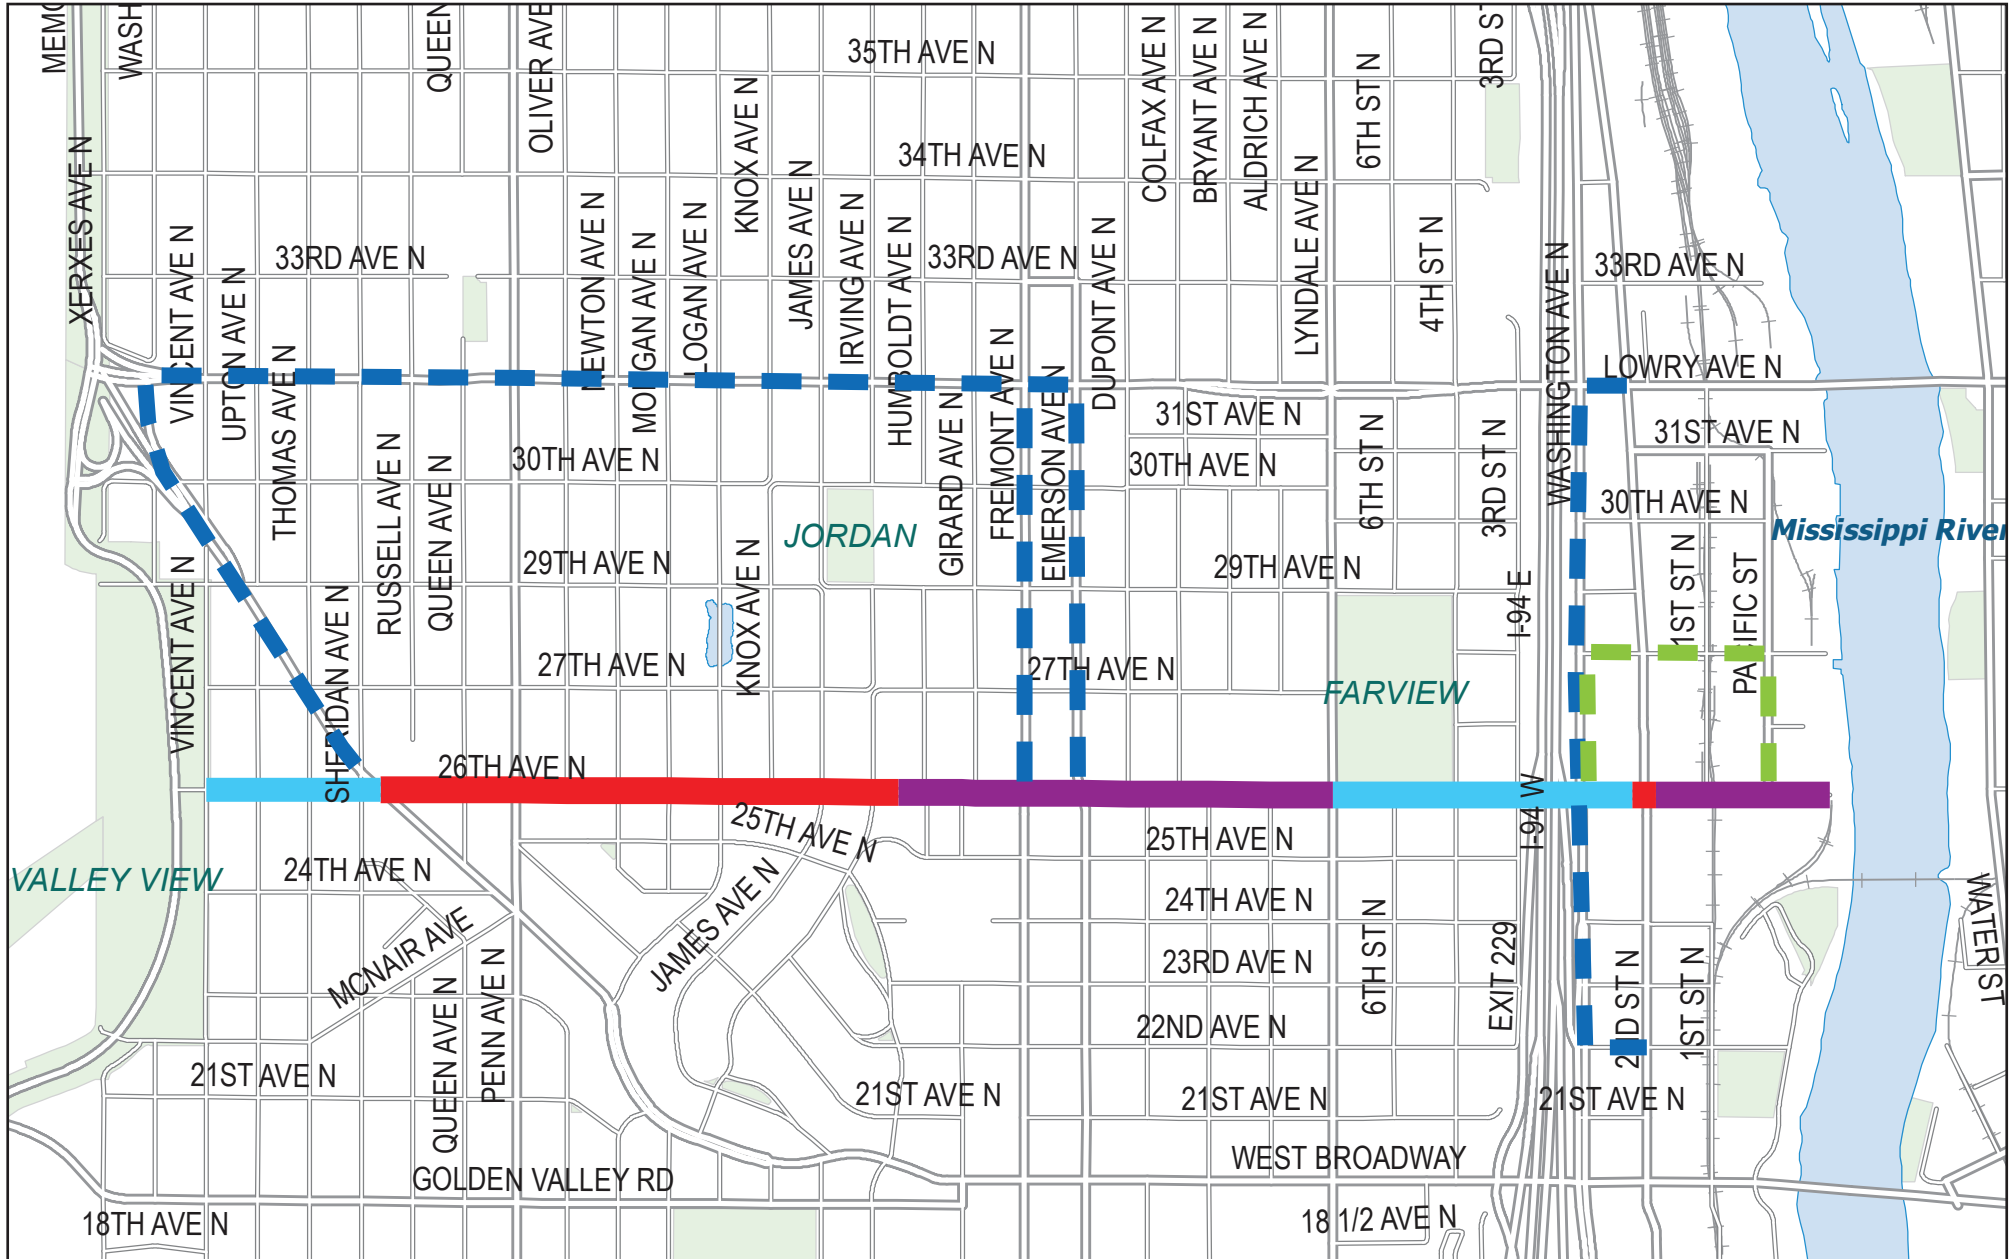 MEMO
WASH
QUEEN
OLIVER AVE
35TH AVE N
3RD ST
COLFAX AVE N
BRYANT AVE N
ALDRICH AVE N
6TH ST N
KNOX AVE N
34TH AVE N
XERXES AVE N
JAMES AVE N
LYNDALE AVE N
NEWTON AVE N
IRVING AVE N
LOGAN AVE N
HUMBOLDT AVE N
DUPONT AVE N
4TH ST N
VINCENT AVE N
MORGAN AVE N
33RD AVE N
33RD AVE N
33RD AVE N
WASHINGTON AVE N
UPTON AVE N
THOMAS AVE N
FREMONT AVE N
EMERSON AVE N
LOWRY AVE N
GIRARD AVE N
31ST AVE N
31ST AVE N
6TH ST N
3RD ST N
RUSSELL AVE N
QUEEN AVE N
30TH AVE N
30TH AVE N
30TH AVE N
JORDAN
Mississippi River
29TH AVE N
29TH AVE N
KNOX AVE N
1ST ST N
PACIFIC ST
I-94 E
VINCENT AVE N
SHERIDAN AVE N
27TH AVE N
27TH AVE N
FARVIEW
26TH AVE N
I-94 W
25TH AVE N
25TH AVE N
24TH AVE N
VALLEY VIEW
JAMES AVE N
24TH AVE N
WATER ST
MCNAIR AVE
6TH ST N
EXIT 229
23RD AVE N
QUEEN AVE N
PENN AVE N
2ND ST N
1ST ST N
22ND AVE N
21ST AVE N
21ST AVE N
21ST AVE N
21ST AVE N
GOLDEN VALLEY RD
WEST BROADWAY
18TH AVE N
18 1/2 AVE N